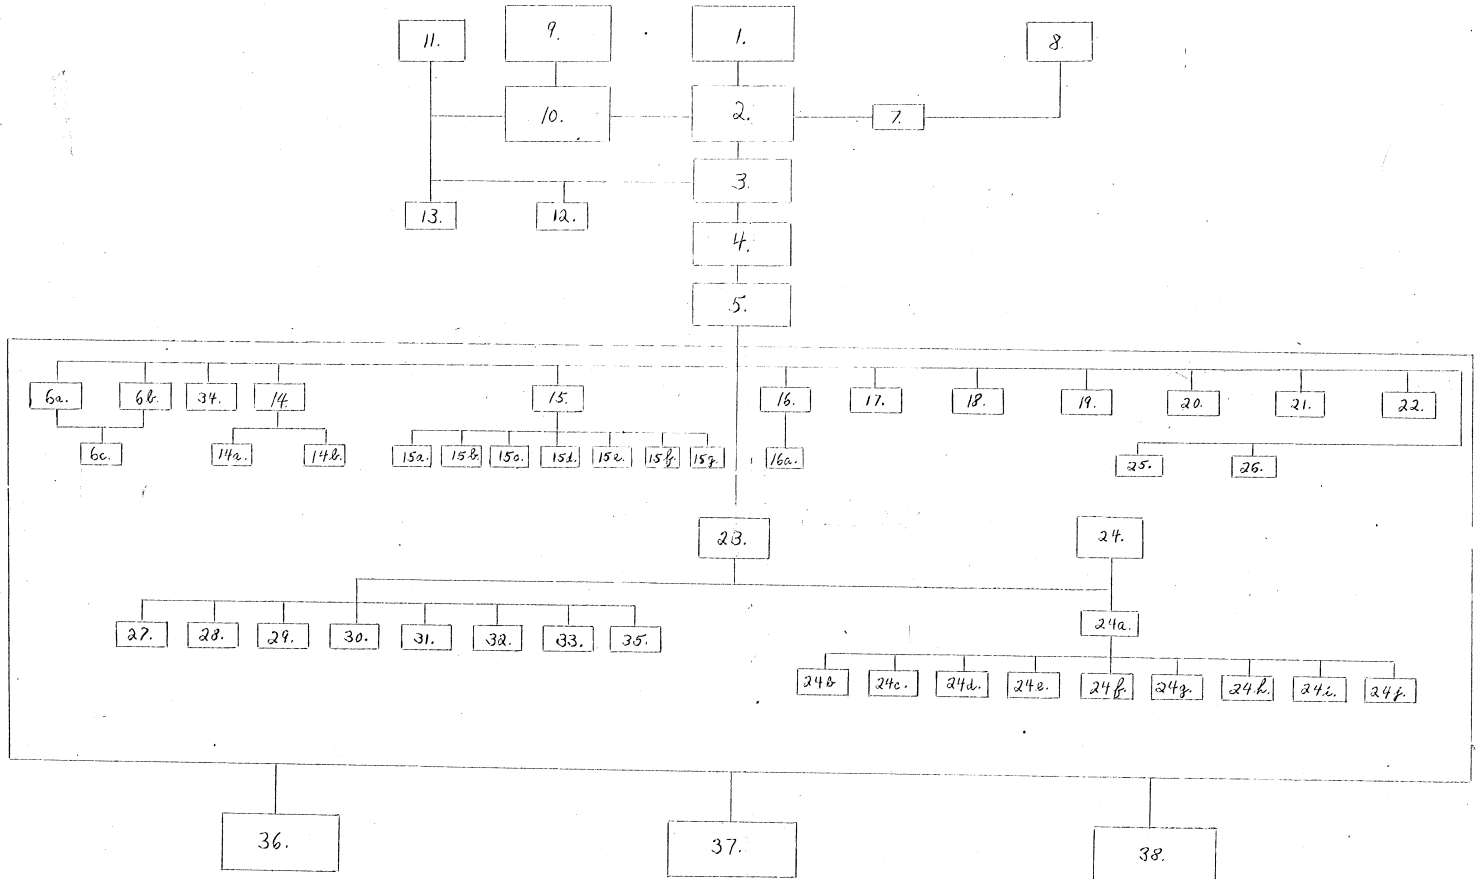 11. 9. 1. 8.
10. 2. 7.
3.
13. 12.
4.
5.
6a. 6b. 34. 14. 15. 16. 17. 18. 19. 20. 21. 22.
6c. 14a. 14b. 15a. 15b. 15c. 15d. 15e. 15f. 15g. 16a. 25. 26.
23. 24.
27. 28. 29. 30. 31. 32. 33. 35. 24a.
24b 24c. 24d. 24e. 24f. 24g. 24h. 24i. 24j.
36. 37. 38.